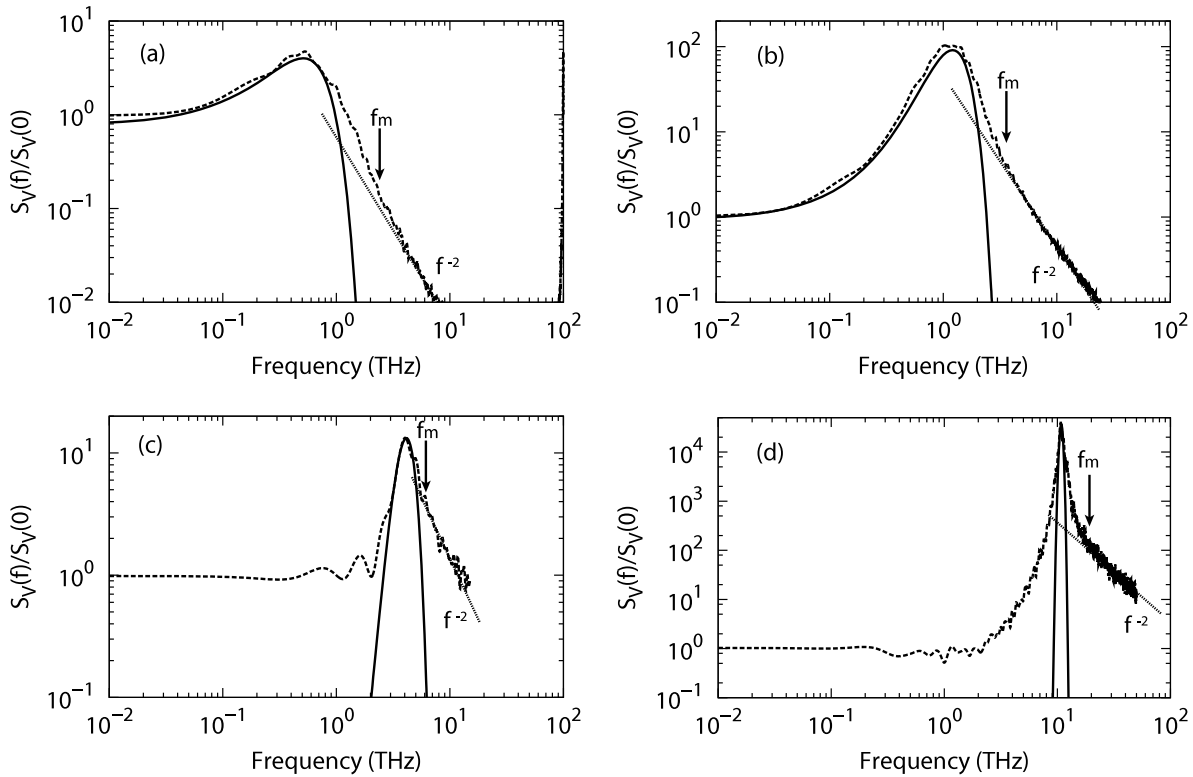 (a)
S_V(f)/S_V(0)
10^1
10^0
10^-1
10^-2
f_m
f^-2
10^-2 10^-1 10^0 10^1 10^2
Frequency (THz)
(b)
S_V(f)/S_V(0)
10^2
10^1
10^0
10^-1
f_m
f^-2
10^-2 10^-1 10^0 10^1 10^2
Frequency (THz)
(c)
S_V(f)/S_V(0)
10^1
10^0
10^-1
f_m
f^-2
10^-2 10^-1 10^0 10^1 10^2
Frequency (THz)
(d)
S_V(f)/S_V(0)
10^4
10^3
10^2
10^1
10^0
10^-1
f_m
f^-2
10^-2 10^-1 10^0 10^1 10^2
Frequency (THz)